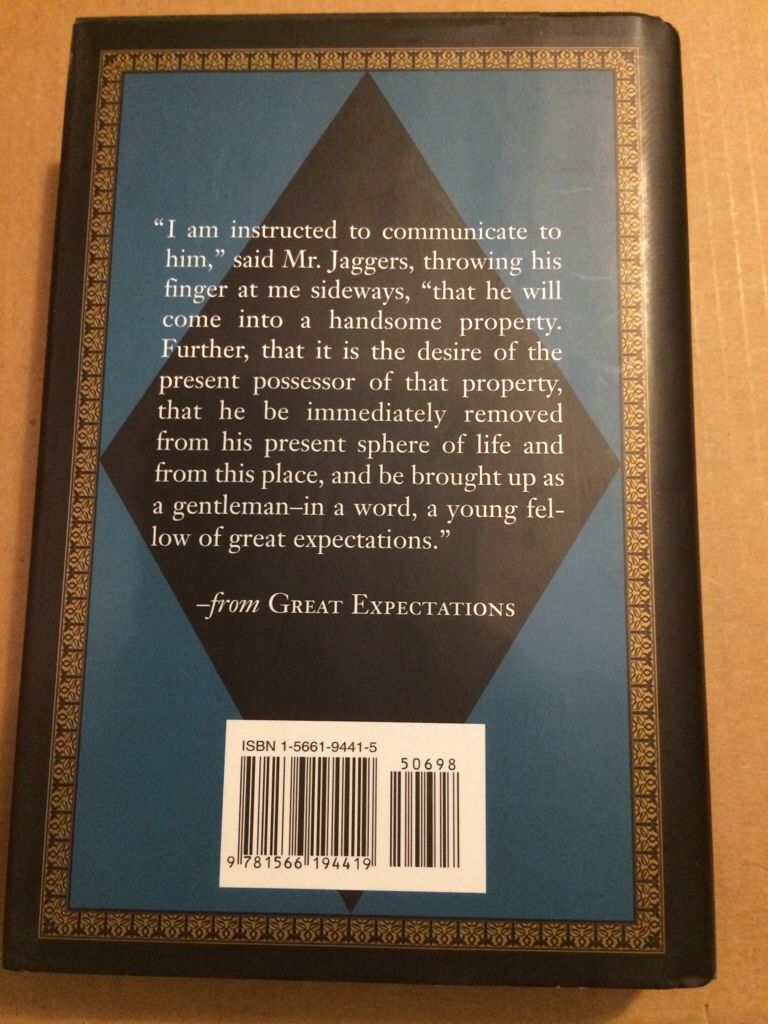 “I am instructed to communicate to
him,” said Mr. Jaggers, throwing his
finger at me sideways, “that he will
come into a handsome property.
Further, that it is the desire of the
present possessor of that property,
that he be immediately removed
from his present sphere of life and
from this place, and be brought up as
a gentleman–in a word, a young fel-
low of great expectations.”
–from GREAT EXPECTATIONS
ISBN 1-5661-9441-5
50698
9 781566 194419